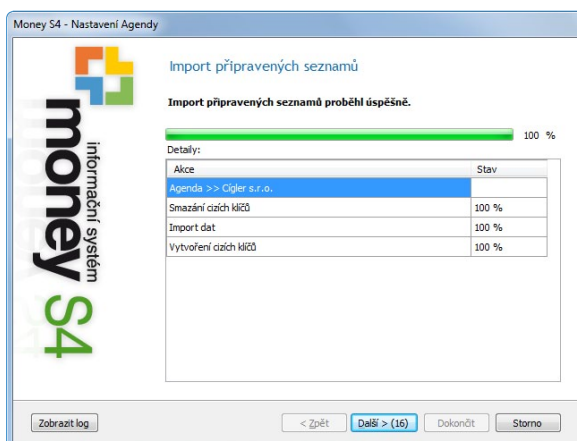 Money S4 - Nastavení Agendy
money S4
informační systém
Import připravených seznamů
Import připravených seznamů proběhl úspěšně.
100 %
Detaily:
Akce Stav
Agenda >> Cígler s.r.o.
Smazání cizích klíčů 100 %
Import dat 100 %
Vytvoření cizích klíčů 100 %
Zobrazit log < Zpět Další > (16) Dokončit Storno